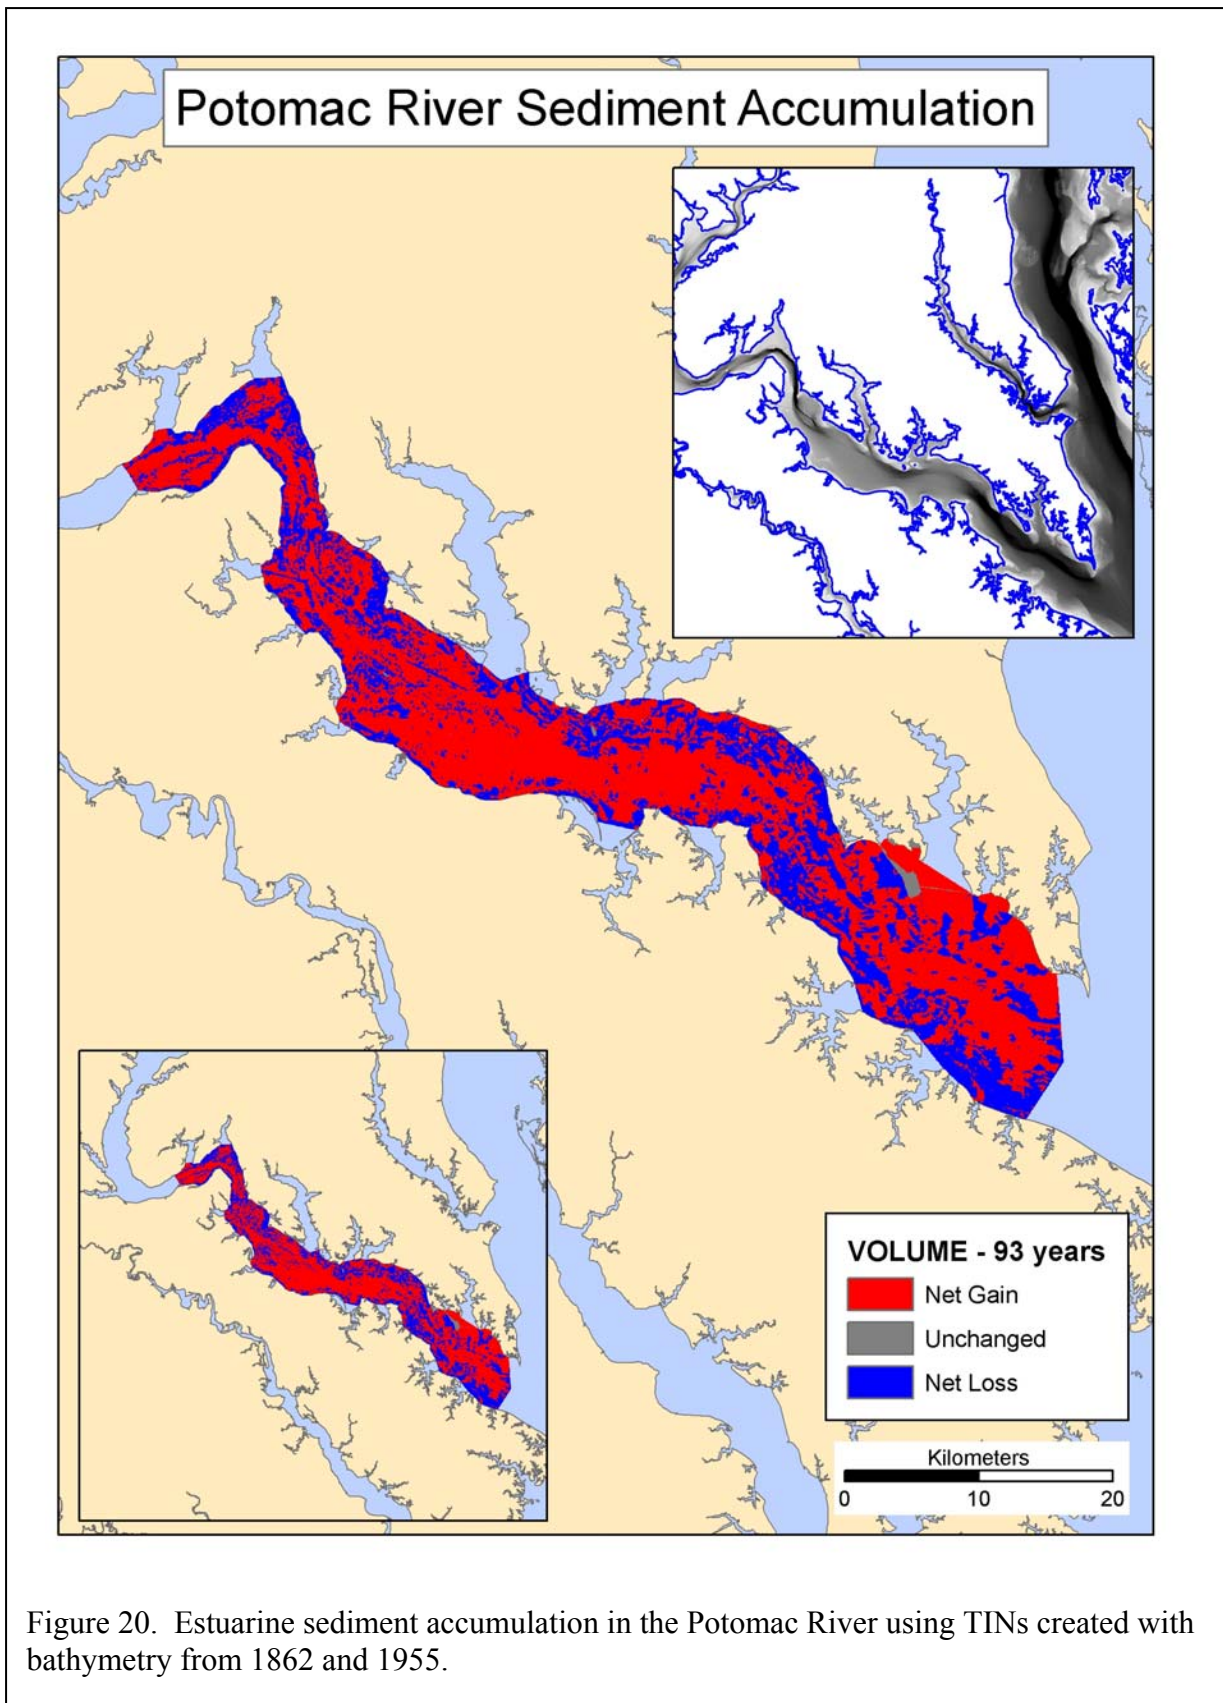 Potomac River Sediment Accumulation
VOLUME - 93 years
Net Gain
Unchanged
Net Loss
Kilometers
0 10 20
Figure 20. Estuarine sediment accumulation in the Potomac River using TINs created with
bathymetry from 1862 and 1955.